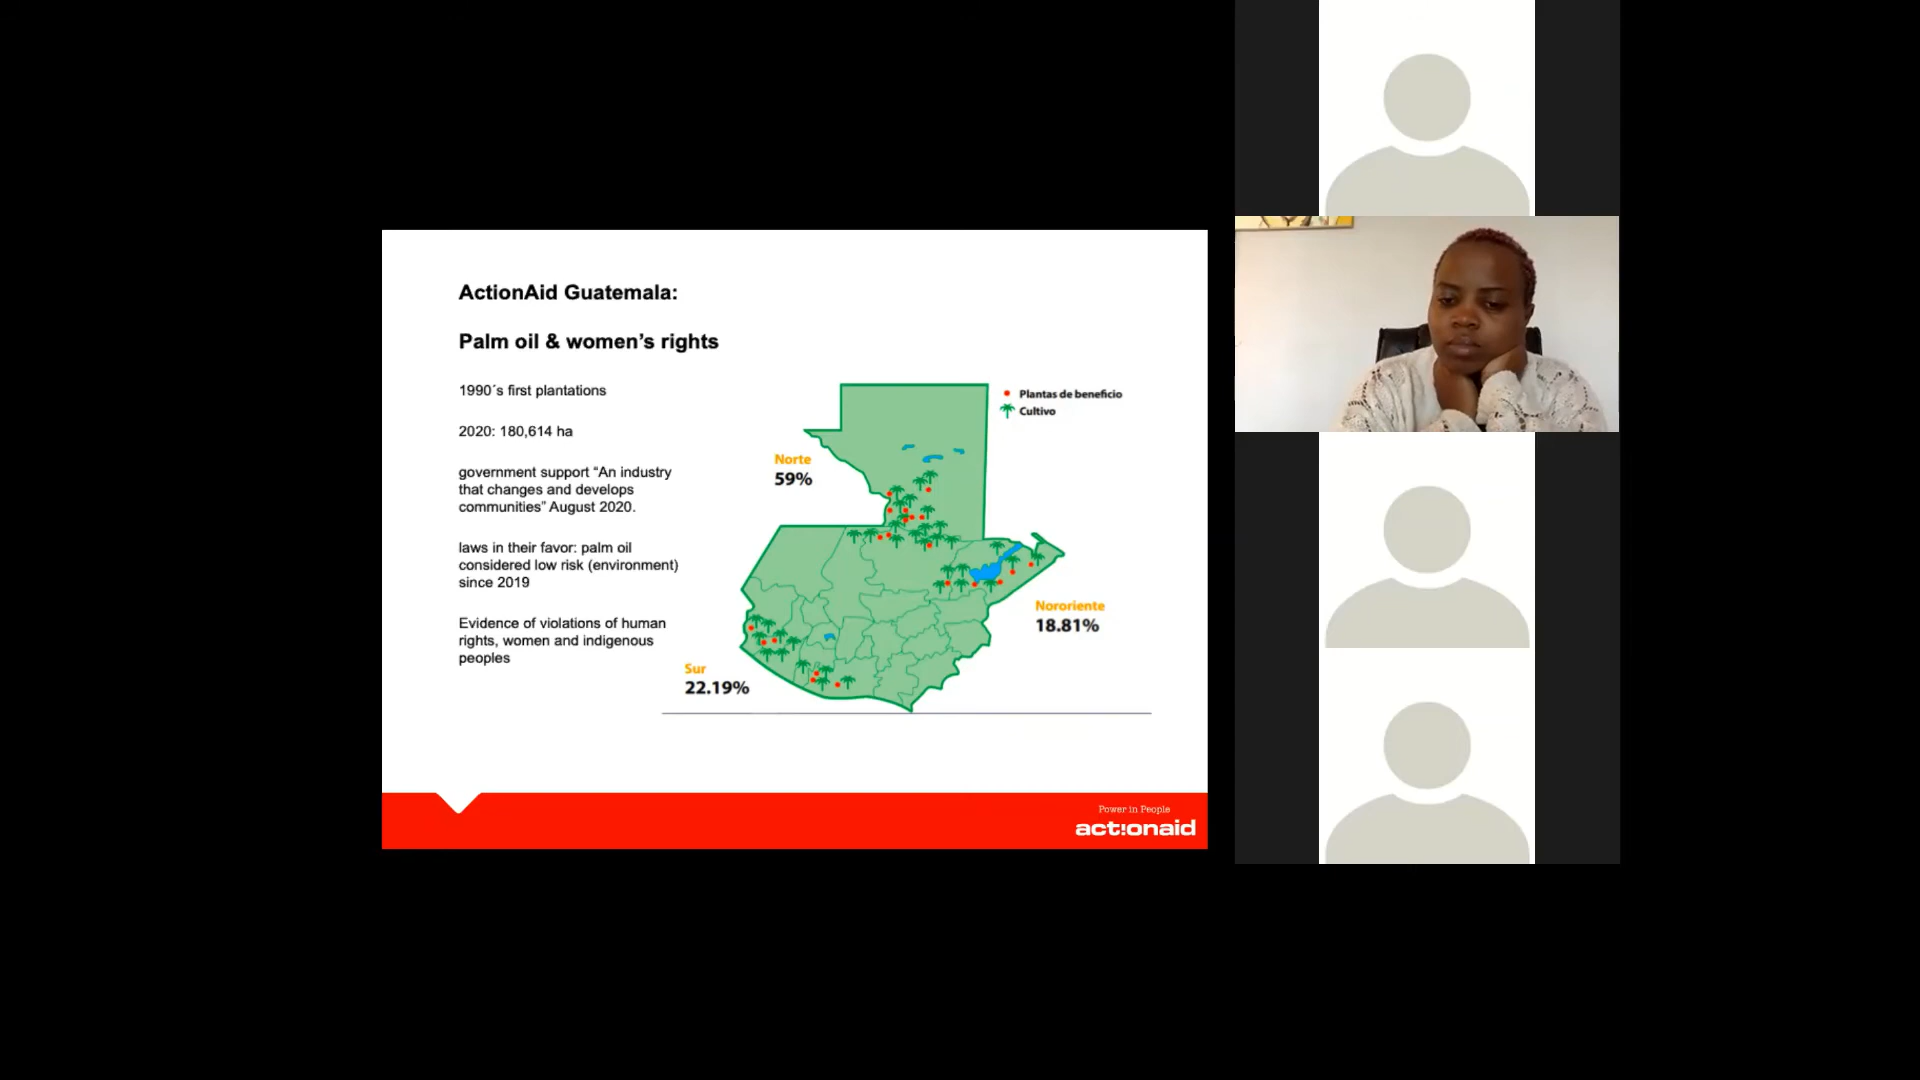 ActionAid Guatemala:
Palm oil & women's rights
1990´s first plantations
2020: 180,614 ha
government support “An industry
that changes and develops
communities” August 2020.
laws in their favor: palm oil
considered low risk (environment)
since 2019
Evidence of violations of human
rights, women and indigenous
peoples
Plantas de beneficio
Cultivo
Norte
59%
Nororiente
18.81%
Sur
22.19%
Power in People
act!onaid